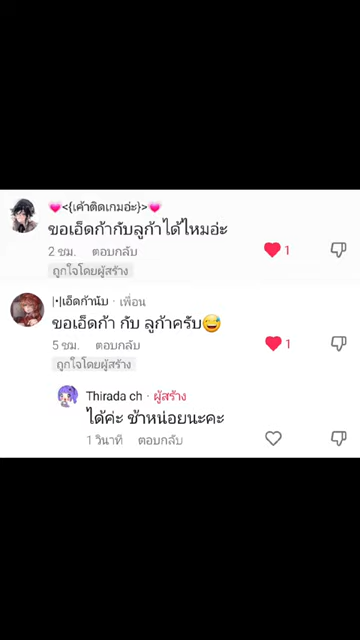 💗<{เค้าติดเกมอ่ะ}>💗
ขอเอ็ดก้ากับลูก้าได้ไหมอ่ะ
2 ชม. ตอบกลับ
1
ถูกใจโดยผู้สร้าง
|•|เอ็ดก้านับ · เพื่อน
ขอเอ็ดก้า กับ ลูก้าครับ😅
5 ชม. ตอบกลับ
1
ถูกใจโดยผู้สร้าง
Thirada ch · ผู้สร้าง
ได้ค่ะ ช้าหน่อยนะคะ
1 วินาที ตอบกลับ